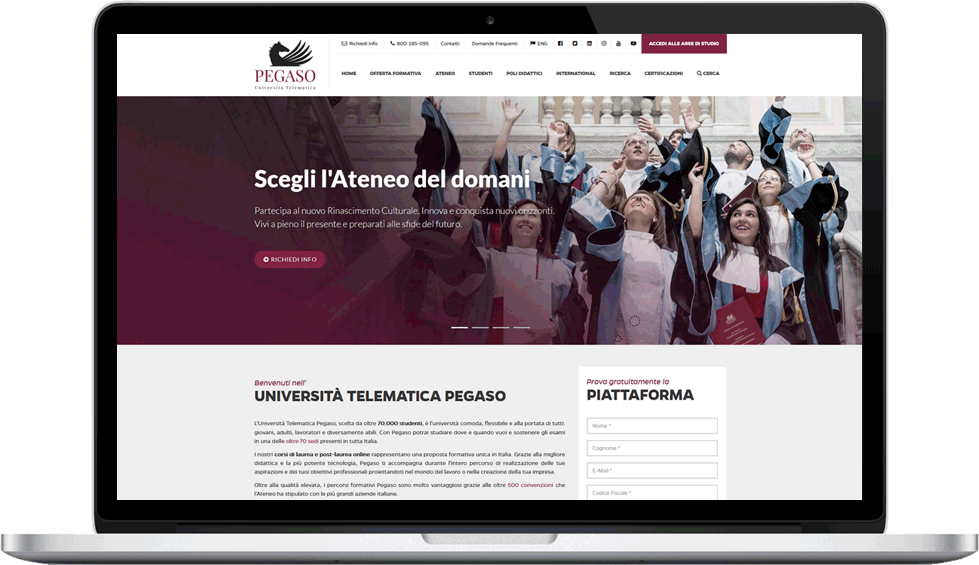 Richiedi Info
800-185-095
Contatti
Domande Frequenti
ENG
ACCEDI ALLE AREE DI STUDIO
PEGASO
Università Telematica
HOME
OFFERTA FORMATIVA
ATENEO
STUDENTI
POLI DIDATTICI
INTERNATIONAL
RICERCA
CERTIFICAZIONI
CERCA
Scegli l'Ateneo del domani
Partecipa al nuovo Rinascimento Culturale. Innova e conquista nuovi orizzonti.
Vivi a pieno il presente e preparati alle sfide del futuro.
RICHIEDI INFO
Benvenuti nell'
UNIVERSITÀ TELEMATICA PEGASO
L'Università Telematica Pegaso, scelta da oltre 70.000 studenti, è l'università comoda, flessibile e alla portata di tutti:
giovani, adulti, lavoratori e diversamente abili. Con Pegaso potrai studiare dove e quando vuoi e sostenere gli esami
in una delle oltre 70 sedi presenti in tutta Italia.
I nostri corsi di laurea e post-laurea online rappresentano una proposta formativa unica in Italia. Grazie alla migliore
didattica e la più potente tecnologia, Pegaso ti accompagna durante l'intero percorso di realizzazione delle tue
aspirazioni e dei tuoi obiettivi professionali proiettandoti nel mondo del lavoro o nella creazione della tua impresa.
Oltre alla qualità elevata, i percorsi formativi Pegaso sono molto vantaggiosi grazie alle oltre 500 convenzioni che
l'Ateneo ha stipulato con le più grandi aziende italiane.
Prova gratuitamente la
PIATTAFORMA
Nome *
Cognome *
E-Mail *
Codice Fiscale *